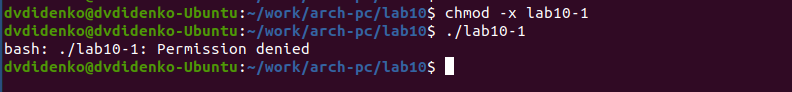 dvdidenko@dvdidenko-Ubuntu:~/work/arch-pc/lab10$ chmod -x lab10-1
dvdidenko@dvdidenko-Ubuntu:~/work/arch-pc/lab10$ ./lab10-1
bash: ./lab10-1: Permission denied
dvdidenko@dvdidenko-Ubuntu:~/work/arch-pc/lab10$